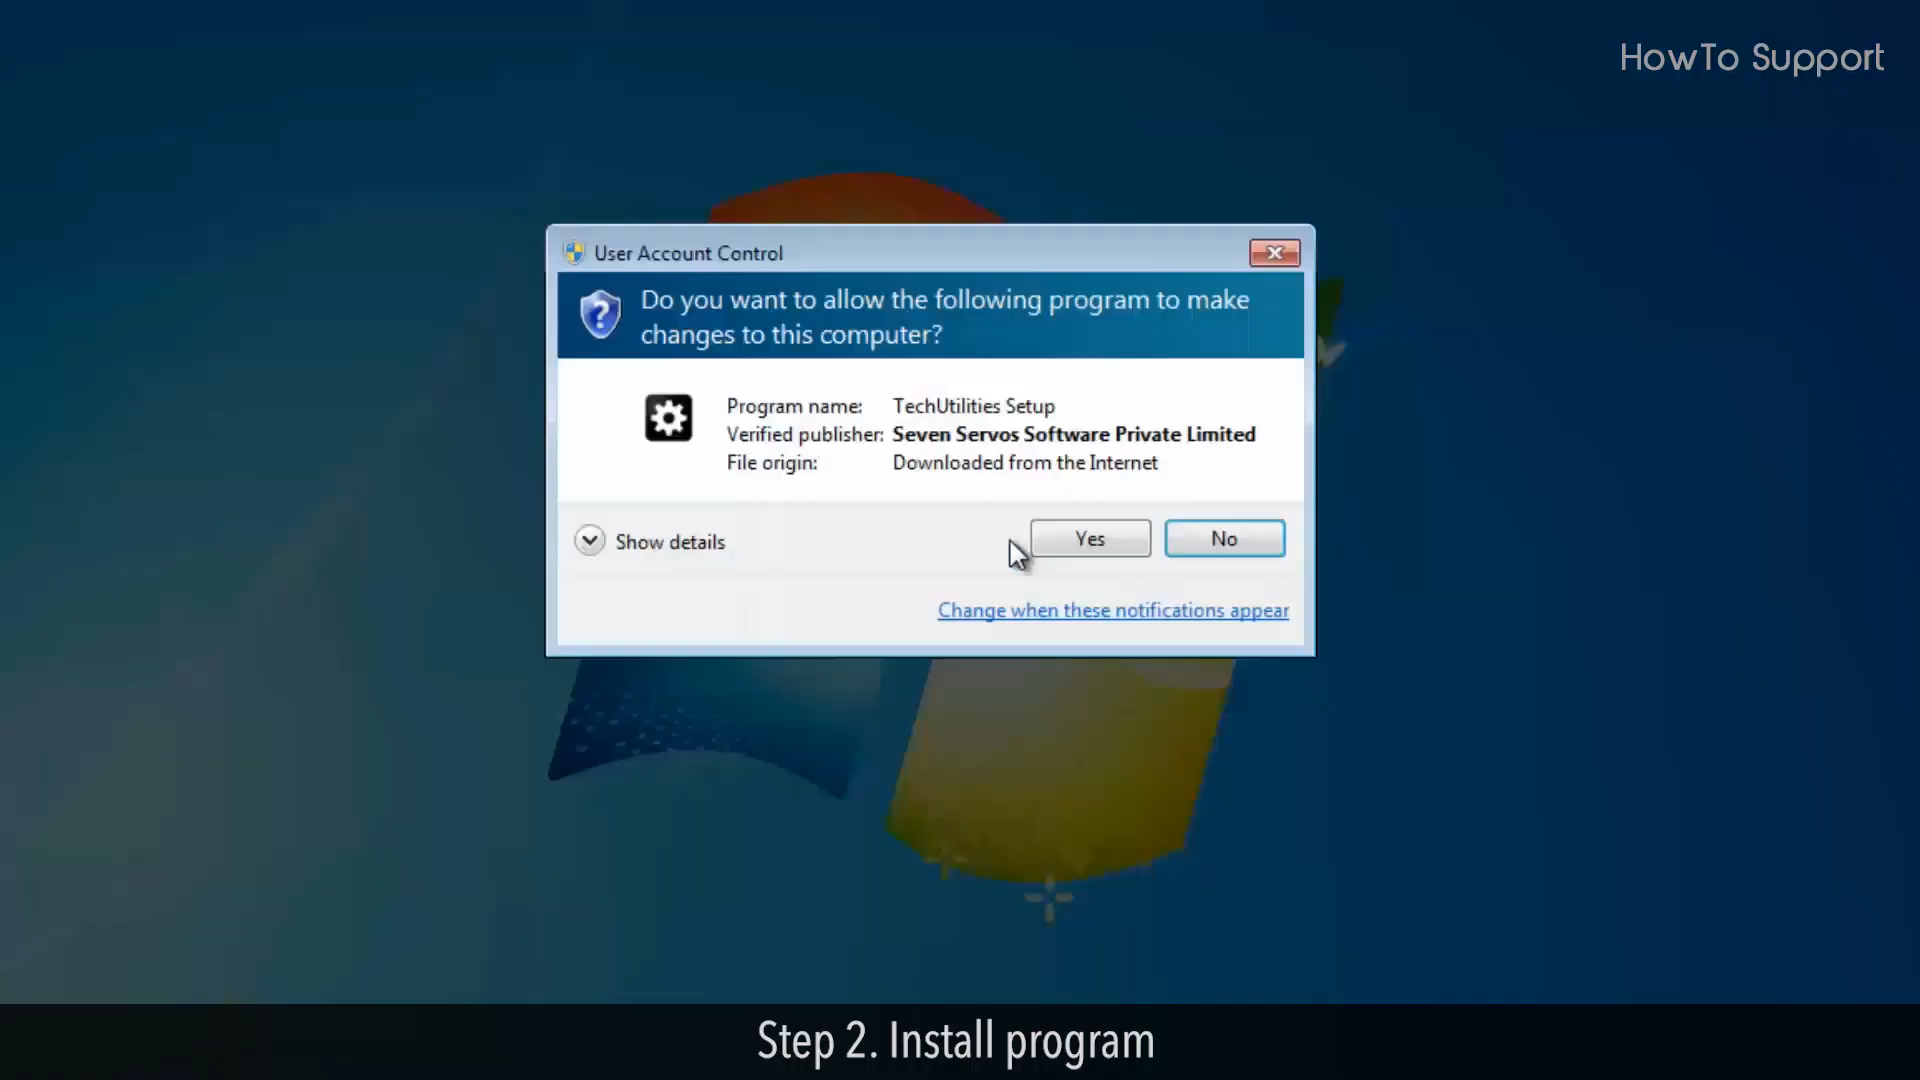 HowTo Support
User Account Control
Do you want to allow the following program to make
changes to this computer?
Program name: TechUtilities Setup
Verified publisher: Seven Servos Software Private Limited
File origin: Downloaded from the Internet
Show details
Yes
No
Change when these notifications appear
Step 2. Install program